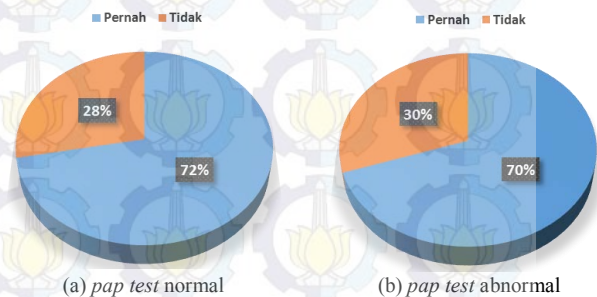 Pernah Tidak
28%
72%
(a) pap test normal
Pernah Tidak
30%
70%
(b) pap test abnormal